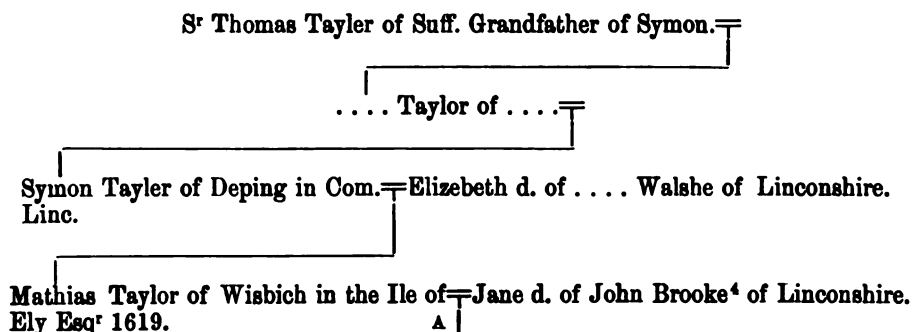 Sʳ Thomas Tayler of Suff. Grandfather of Symon.
. . . . Taylor of . . . .
Symon Tayler of Deping in Com. Elizebeth d. of . . . . Walshe of Linconshire.
Linc.
Mathias Taylor of Wisbich in the Ile of Jane d. of John Brooke⁴ of Linconshire.
Ely Esqʳ 1619. A